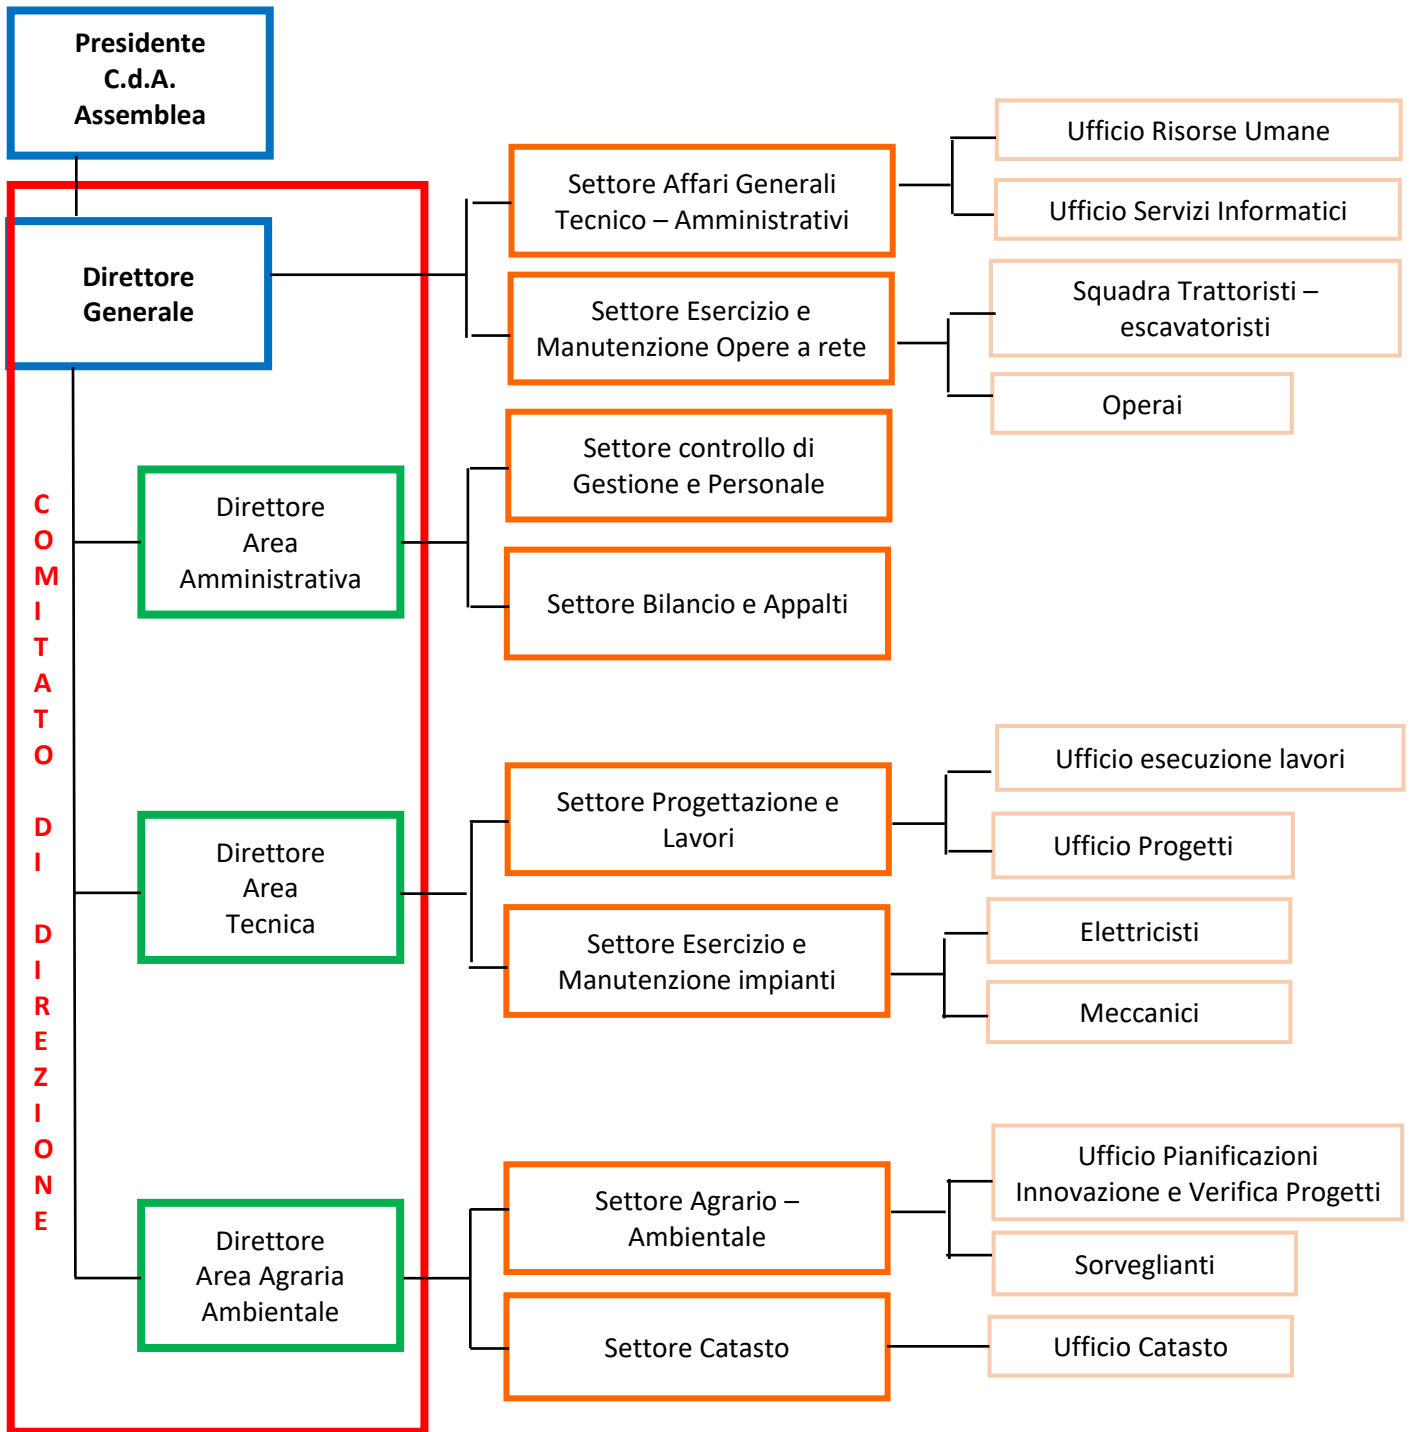 Presidente
C.d.A.
Assemblea
Direttore
Generale
COMITATO DI DIREZIONE
Settore Affari Generali
Tecnico – Amministrativi
Ufficio Risorse Umane
Ufficio Servizi Informatici
Settore Esercizio e
Manutenzione Opere a rete
Squadra Trattoristi –
escavatoristi
Operai
Direttore
Area
Amministrativa
Settore controllo di
Gestione e Personale
Settore Bilancio e Appalti
Direttore
Area
Tecnica
Settore Progettazione e
Lavori
Ufficio esecuzione lavori
Ufficio Progetti
Settore Esercizio e
Manutenzione impianti
Elettricisti
Meccanici
Direttore
Area Agraria
Ambientale
Settore Agrario –
Ambientale
Ufficio Pianificazioni
Innovazione e Verifica Progetti
Sorveglianti
Settore Catasto
Ufficio Catasto